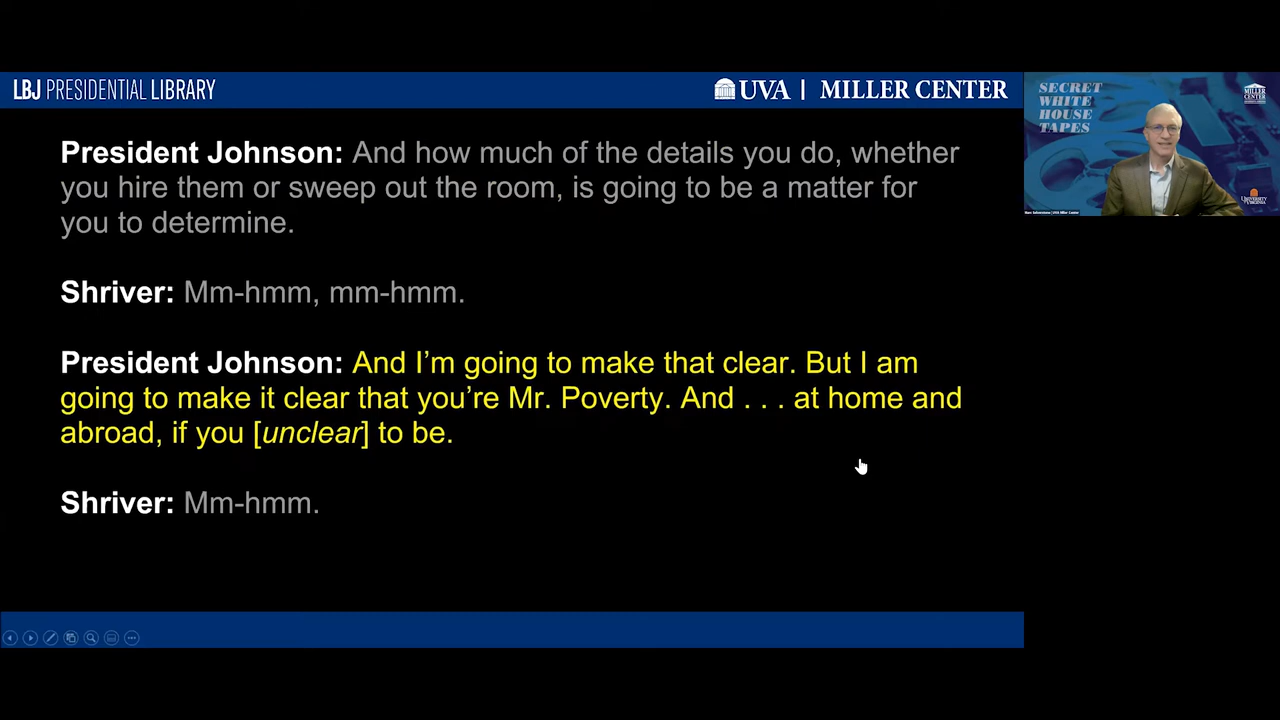 LBJ PRESIDENTIAL LIBRARY
UVA | MILLER CENTER
President Johnson: And how much of the details you do, whether
you hire them or sweep out the room, is going to be a matter for
you to determine.
Shriver: Mm-hmm, mm-hmm.
President Johnson: And I’m going to make that clear. But I am
going to make it clear that you’re Mr. Poverty. And . . . at home and
abroad, if you [unclear] to be.
Shriver: Mm-hmm.
SECRET
WHITE
HOUSE
TAPES
MILLER
CENTER
UNIVERSITY
VIRGINIA